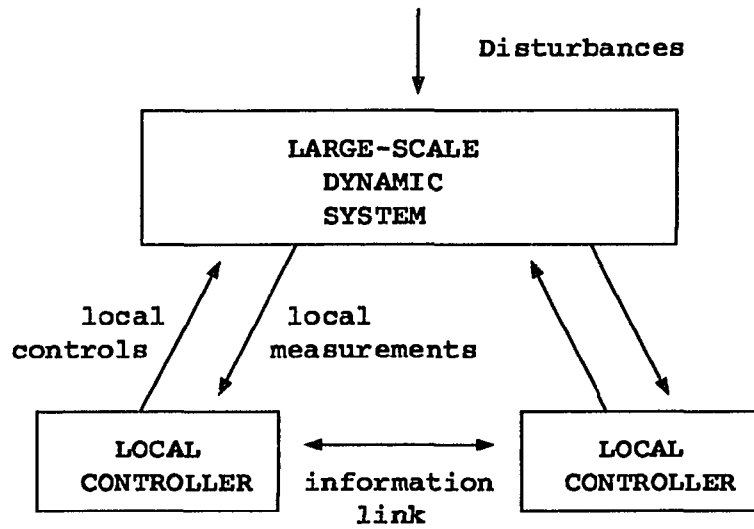 Disturbances
LARGE-SCALE
DYNAMIC
SYSTEM
local
controls
local
measurements
LOCAL
CONTROLLER
information
link
LOCAL
CONTROLLER